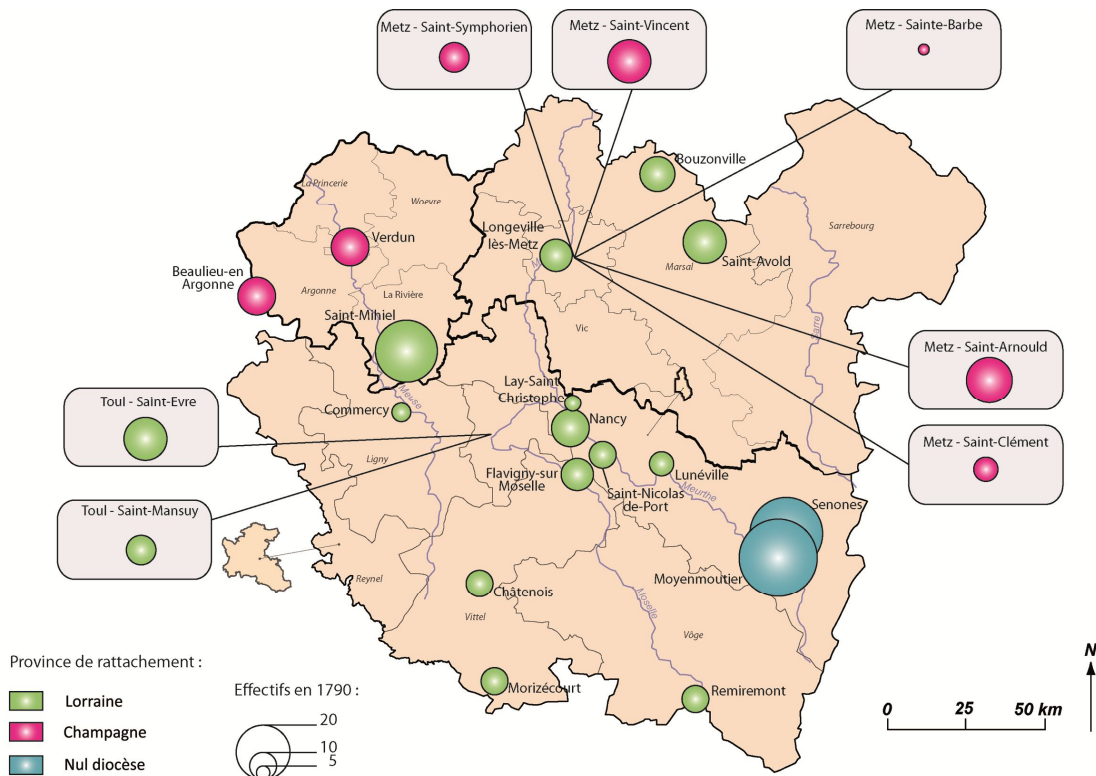 Metz - Saint-Symphorien
Metz - Saint-Vincent
Metz - Sainte-Barbe
Bouzonville
La Princerie
Woevre
Sarrebourg
Longeville
lès-Metz
Verdun
Saint-Avold
Marsal
Beaulieu-en
Argonne
Argonne
La Rivière
Saint-Mihiel
Vic
Sarre
Metz - Saint-Arnould
Lay-Saint
Christophe
Meuse
Toul - Saint-Evre
Commercy
Nancy
Metz - Saint-Clément
Ligny
Flavigny-sur
Moselle
Lunéville
Saint-Nicolas
de-Port
Meurthe
Senones
Toul - Saint-Mansuy
Moyenmoutier
Reynel
Châtenois
Moselle
Vittel
Vôge
Province de rattachement :
Effectifs en 1790 :
Morizécourt
Remiremont
N
Lorraine
Champagne
Nul diocèse
20
10
5
0 25 50 km